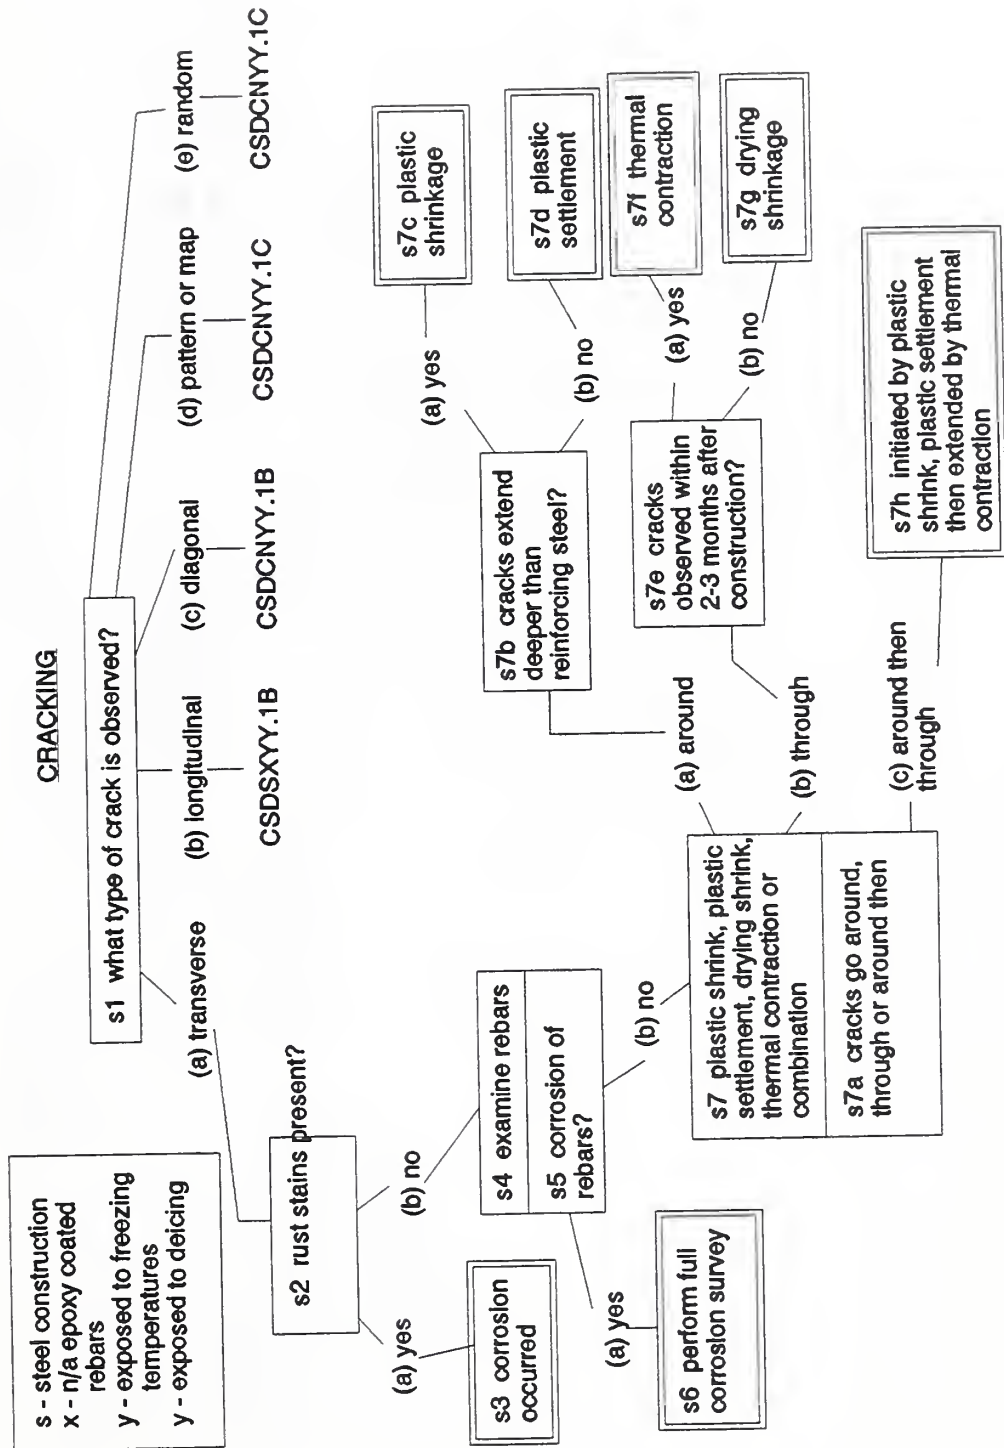 CRACKING
s - steel construction
x - n/a epoxy coated
rebars
y - exposed to freezing
temperatures
y - exposed to deicing
s1 what type of crack is observed?
(a) transverse
(b) longitudinal
(c) diagonal
(d) pattern or map
(e) random
CSDSXYY.1B
CSDCNYY.1B
CSDCNYY.1C
CSDCNYY.1C
s2 rust stains present?
(a) yes
(b) no
s3 corrosion
occurred
s4 examine rebars
s5 corrosion of
rebars?
(a) yes
(b) no
s6 perform full
corrosion survey
s7 plastic shrink, plastic
settlement, drying shrink,
thermal contraction or
combination
s7a cracks go around,
through or around then
(a) around
(b) through
(c) around then
through
s7b cracks extend
deeper than
reinforcing steel?
(a) yes
(b) no
s7c plastic
shrinkage
s7d plastic
settlement
s7e cracks
observed within
2-3 months after
construction?
(a) yes
(b) no
s7f thermal
contraction
s7g drying
shrinkage
s7h initiated by plastic
shrink, plastic settlement
then extended by thermal
contraction